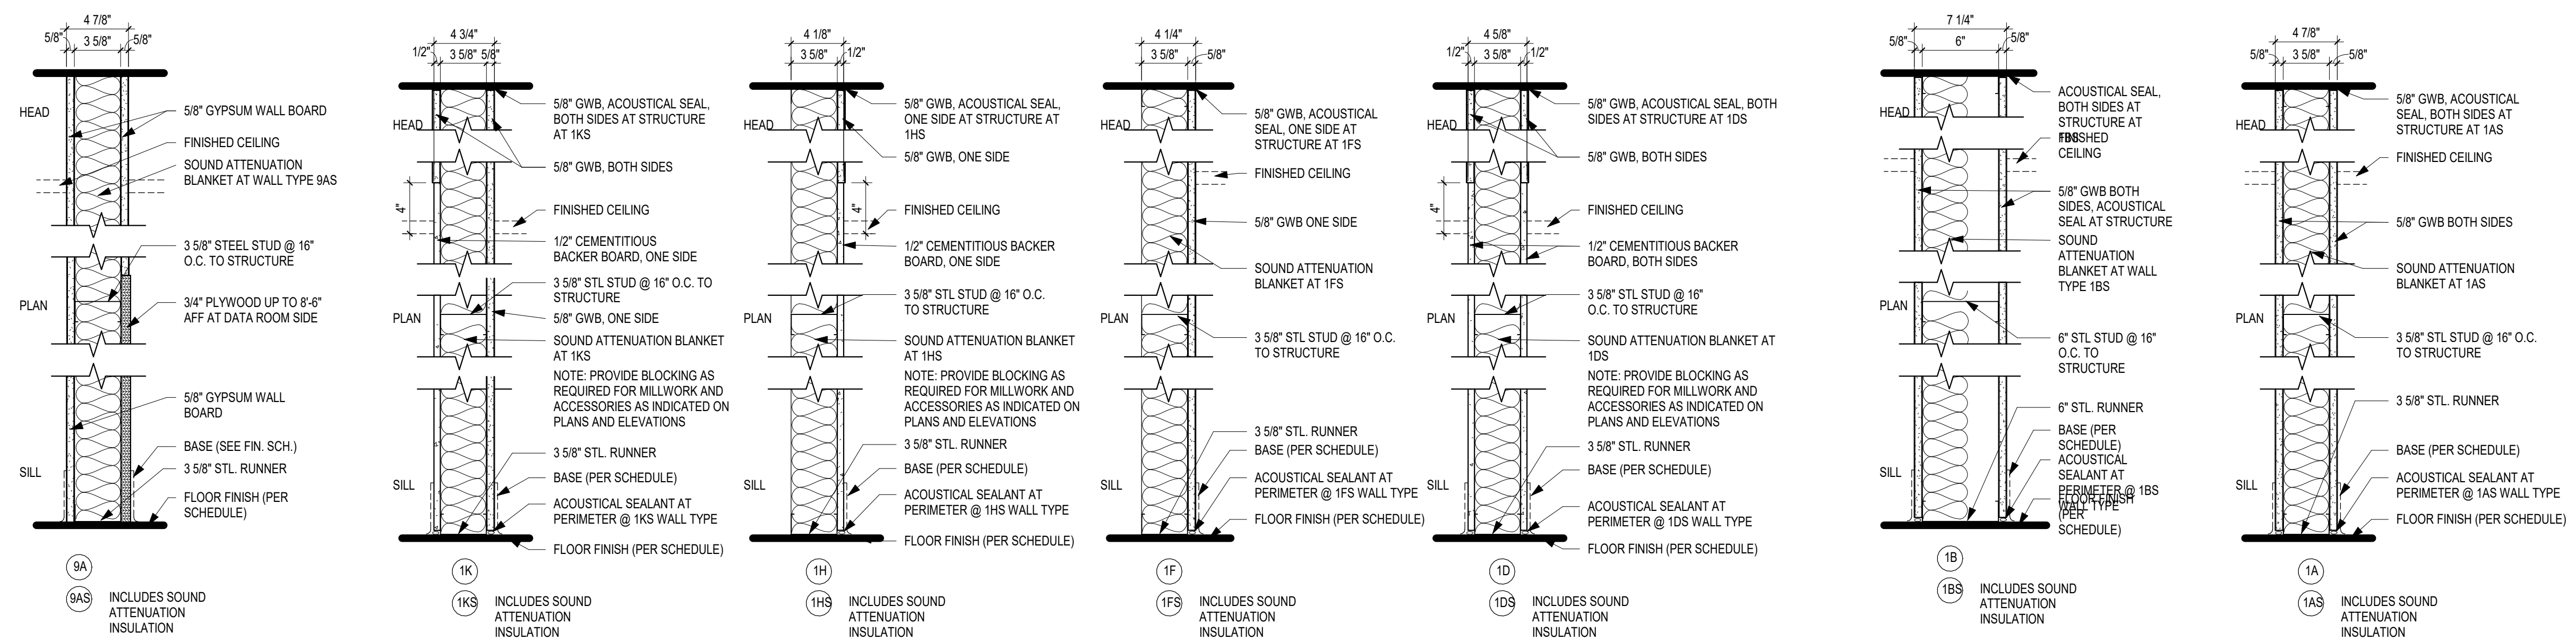 4 7/8"
5/8"
3 5/8"
5/8"
HEAD
5/8" GYPSUM WALL BOARD
FINISHED CEILING
SOUND ATTENUATION
BLANKET AT WALL TYPE 9AS
3 5/8" STEEL STUD @ 16"
O.C. TO STRUCTURE
PLAN
3/4" PLYWOOD UP TO 8'-6"
AFF AT DATA ROOM SIDE
5/8" GYPSUM WALL
BOARD
BASE (SEE FIN. SCH.)
SILL
3 5/8" STL. RUNNER
FLOOR FINISH (PER
SCHEDULE)
9A
9AS
INCLUDES SOUND
ATTENUATION
INSULATION
4 3/4"
1/2"
3 5/8"
5/8"
5/8" GWB, ACOUSTICAL SEAL,
BOTH SIDES AT STRUCTURE
AT 1KS
HEAD
5/8" GWB, BOTH SIDES
4"
FINISHED CEILING
1/2" CEMENTITIOUS
BACKER BOARD, ONE SIDE
3 5/8" STL STUD @ 16" O.C. TO
STRUCTURE
PLAN
5/8" GWB, ONE SIDE
SOUND ATTENUATION BLANKET
AT 1KS
NOTE: PROVIDE BLOCKING AS
REQUIRED FOR MILLWORK AND
ACCESSORIES AS INDICATED ON
PLANS AND ELEVATIONS
3 5/8" STL. RUNNER
BASE (PER SCHEDULE)
SILL
ACOUSTICAL SEALANT AT
PERIMETER @ 1KS WALL TYPE
FLOOR FINISH (PER SCHEDULE)
1K
1KS
INCLUDES SOUND
ATTENUATION
INSULATION
4 1/8"
3 5/8"
1/2"
5/8" GWB, ACOUSTICAL SEAL,
ONE SIDE AT STRUCTURE AT
1HS
HEAD
5/8" GWB, ONE SIDE
4"
FINISHED CEILING
1/2" CEMENTITIOUS BACKER
BOARD, ONE SIDE
3 5/8" STL STUD @ 16" O.C.
TO STRUCTURE
PLAN
SOUND ATTENUATION BLANKET
AT 1HS
NOTE: PROVIDE BLOCKING AS
REQUIRED FOR MILLWORK AND
ACCESSORIES AS INDICATED ON
PLANS AND ELEVATIONS
3 5/8" STL. RUNNER
BASE (PER SCHEDULE)
SILL
ACOUSTICAL SEALANT AT
PERIMETER @ 1HS WALL TYPE
FLOOR FINISH (PER SCHEDULE)
1H
1HS
INCLUDES SOUND
ATTENUATION
INSULATION
4 1/4"
3 5/8"
5/8"
5/8" GWB, ACOUSTICAL
SEAL, ONE SIDE AT
STRUCTURE AT 1FS
HEAD
FINISHED CEILING
5/8" GWB ONE SIDE
SOUND ATTENUATION
BLANKET AT 1FS
PLAN
3 5/8" STL STUD @ 16" O.C.
TO STRUCTURE
3 5/8" STL. RUNNER
BASE (PER SCHEDULE)
SILL
ACOUSTICAL SEALANT AT
PERIMETER @ 1FS WALL TYPE
FLOOR FINISH (PER SCHEDULE)
1F
1FS
INCLUDES SOUND
ATTENUATION
INSULATION
4 5/8"
1/2"
3 5/8"
1/2"
5/8" GWB, ACOUSTICAL SEAL, BOTH
SIDES AT STRUCTURE AT 1DS
HEAD
5/8" GWB, BOTH SIDES
4"
FINISHED CEILING
1/2" CEMENTITIOUS BACKER
BOARD, BOTH SIDES
3 5/8" STL STUD @ 16"
O.C. TO STRUCTURE
PLAN
SOUND ATTENUATION BLANKET AT
1DS
NOTE: PROVIDE BLOCKING AS
REQUIRED FOR MILLWORK AND
ACCESSORIES AS INDICATED ON
PLANS AND ELEVATIONS
3 5/8" STL. RUNNER
BASE (PER SCHEDULE)
SILL
ACOUSTICAL SEALANT AT
PERIMETER @ 1DS WALL TYPE
FLOOR FINISH (PER SCHEDULE)
1D
1DS
INCLUDES SOUND
ATTENUATION
INSULATION
7 1/4"
5/8"
6"
5/8"
ACOUSTICAL SEAL,
BOTH SIDES AT
STRUCTURE AT
1BS
HEAD
FINISHED
CEILING
5/8" GWB BOTH
SIDES, ACOUSTICAL
SEAL AT STRUCTURE
SOUND
ATTENUATION
BLANKET AT WALL
TYPE 1BS
PLAN
6" STL STUD @ 16"
O.C. TO
STRUCTURE
6" STL. RUNNER
BASE (PER
SCHEDULE)
SILL
ACOUSTICAL
SEALANT AT
PERIMETER @ 1BS
WALL TYPE
FLOOR FINISH
(PER
SCHEDULE)
1B
1BS
INCLUDES SOUND
ATTENUATION
INSULATION
4 7/8"
5/8"
3 5/8"
5/8"
5/8" GWB, ACOUSTICAL
SEAL, BOTH SIDES AT
STRUCTURE AT 1AS
HEAD
FINISHED CEILING
5/8" GWB BOTH SIDES
SOUND ATTENUATION
BLANKET AT 1AS
PLAN
3 5/8" STL STUD @ 16" O.C.
TO STRUCTURE
3 5/8" STL. RUNNER
BASE (PER SCHEDULE)
SILL
ACOUSTICAL SEALANT AT
PERIMETER @ 1AS WALL TYPE
FLOOR FINISH (PER SCHEDULE)
1A
1AS
INCLUDES SOUND
ATTENUATION
INSULATION